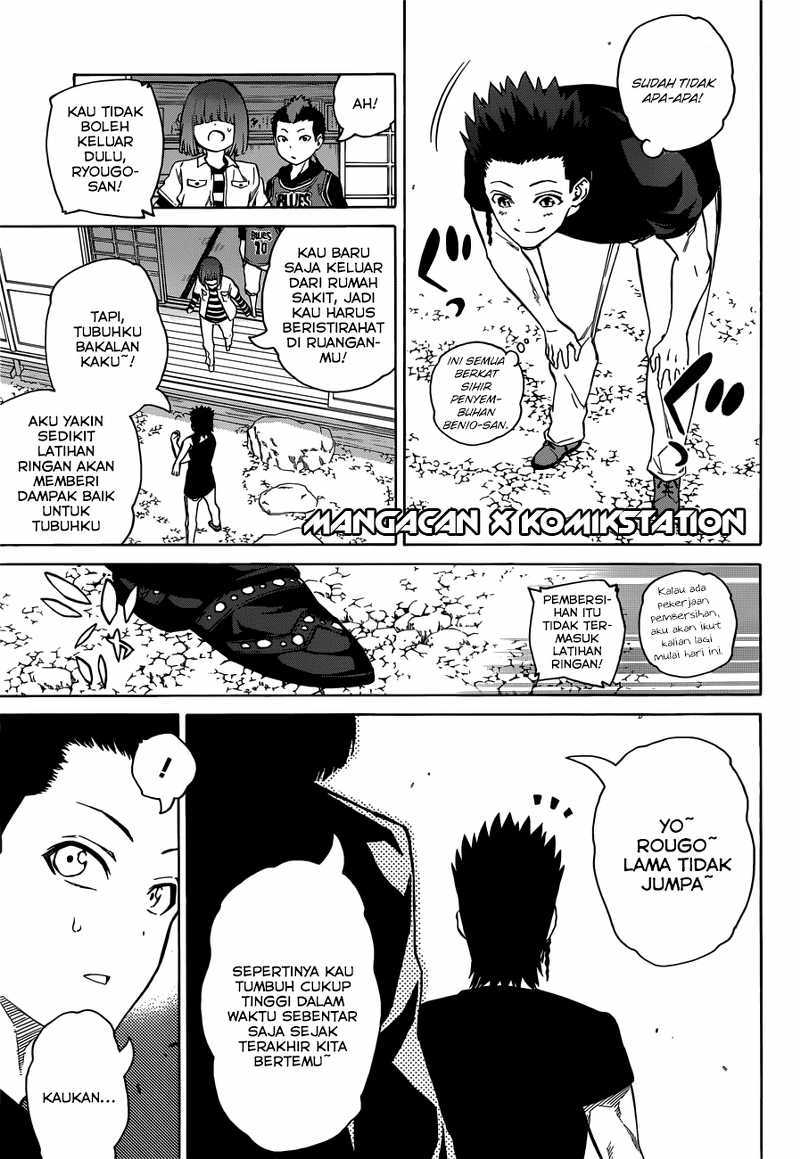 SUDAH TIDAK
APA-APA!
INI SEMUA
BERKAT
SIHIR
PENYEM-
BUHAN
BENIO-SAN.
AH!
KAU TIDAK
BOLEH
KELUAR
DULU,
RYOUGO-
SAN!
BLUES
BLUES
10
KAU BARU
SAJA KELUAR
DARI RUMAH
SAKIT, JADI
KAU HARUS
BERISTIRAHAT
DI RUANGAN-
MU!
TAPI,
TUBUHKU
BAKALAN
KAKU~!
AKU YAKIN
SEDIKIT
LATIHAN
RINGAN AKAN
MEMBERI
DAMPAK BAIK
UNTUK
TUBUHKU
MANGACAN X KOMIKSTATION
Kalau ada
pekerjaan
pembersihan,
aku akan ikut
kalian lagi
mulai hari ini.
PEMBERSI-
HAN ITU
TIDAK TER-
MASUK
LATIHAN
RINGAN!
YO~
ROUGO~
LAMA TIDAK
JUMPA~
SEPERTINYA KAU
TUMBUH CUKUP
TINGGI DALAM
WAKTU SEBENTAR
SAJA SEJAK
TERAKHIR KITA
BERTEMU~
!
KAUKAN...